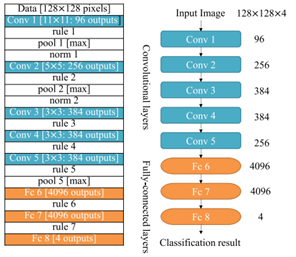 Data [128×128 pixels]
Conv 1 [11×11: 96 outputs]
rule 1
pool 1 [max]
norm 1
Conv 2 [5×5: 256 outputs]
rule 2
pool 2 [max]
norm 2
Conv 3 [3×3: 384 outputs]
rule 3
Conv 4 [3×3: 384 outputs]
rule 4
Conv 5 [3×3: 384 outputs]
rule 5
pool 5 [max]
Fc 6 [4096 outputs]
rule 6
Fc 7 [4096 outputs]
rule 7
Fc 8 [4 outputs]
Convolutional layers
Fully-connected layers
Input Image 128×128×4
Conv 1 96
Conv 2 256
Conv 3 384
Conv 4 384
Conv 5 256
Fc 6 4096
Fc 7 4096
Fc 8 4
Classification result